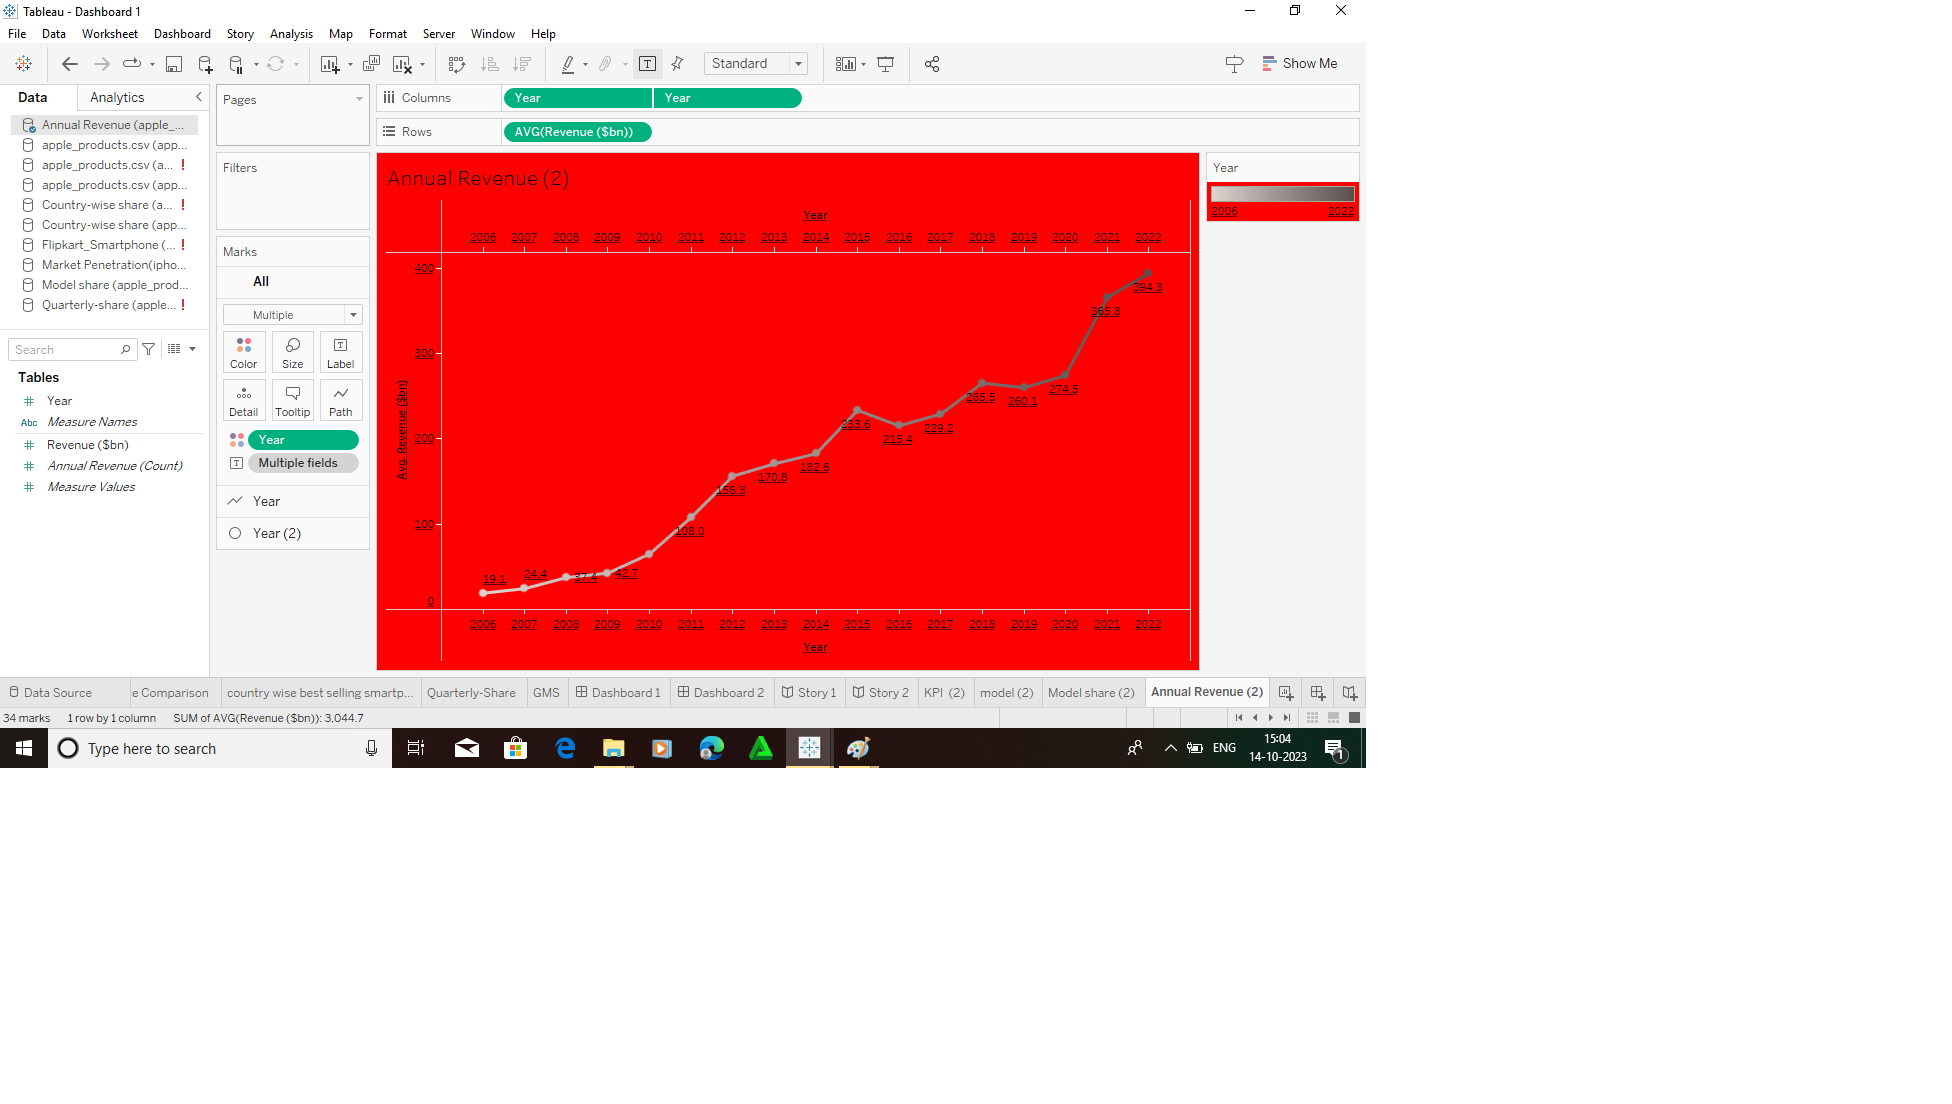 Tableau - Dashboard 1
File Data Worksheet Dashboard Story Analysis Map Format Server Window Help
Standard
Show Me
Data Analytics
Annual Revenue (apple_...
apple_products.csv (app...
apple_products.csv (a... !
apple_products.csv (app...
Country-wise share (a... !
Country-wise share (app...
Flipkart_Smartphone (... !
Market Penetration(ipho...
Model share (apple_prod...
Quarterly-share (apple... !
Search
Tables
Year
Abc Measure Names
Revenue ($bn)
Annual Revenue (Count)
Measure Values
Pages
Filters
Marks
All
Multiple
Color Size Label
Detail Tooltip Path
Year
Multiple fields
Year
Year (2)
Columns Year Year
Rows AVG(Revenue ($bn))
Annual Revenue (2)
Year
2006 2007 2008 2009 2010 2011 2012 2013 2014 2015 2016 2017 2018 2019 2020 2021 2022
400
300
200
100
0
Avg. Revenue ($bn)
19.1
24.4
37.4
42.7
108.0
156.3
170.8
182.6
233.6
215.4
229.2
265.6
260.1
274.5
365.8
394.3
2006 2007 2008 2009 2010 2011 2012 2013 2014 2015 2016 2017 2018 2019 2020 2021 2022
Year
Year
2006 2022
Data Source e Comparison country wise best selling smartp... Quarterly-Share GMS Dashboard 1 Dashboard 2 Story 1 Story 2 KPI (2) model (2) Model share (2) Annual Revenue (2)
34 marks 1 row by 1 column SUM of AVG(Revenue ($bn)): 3,044.7
Type here to search
ENG
15:04
14-10-2023
1